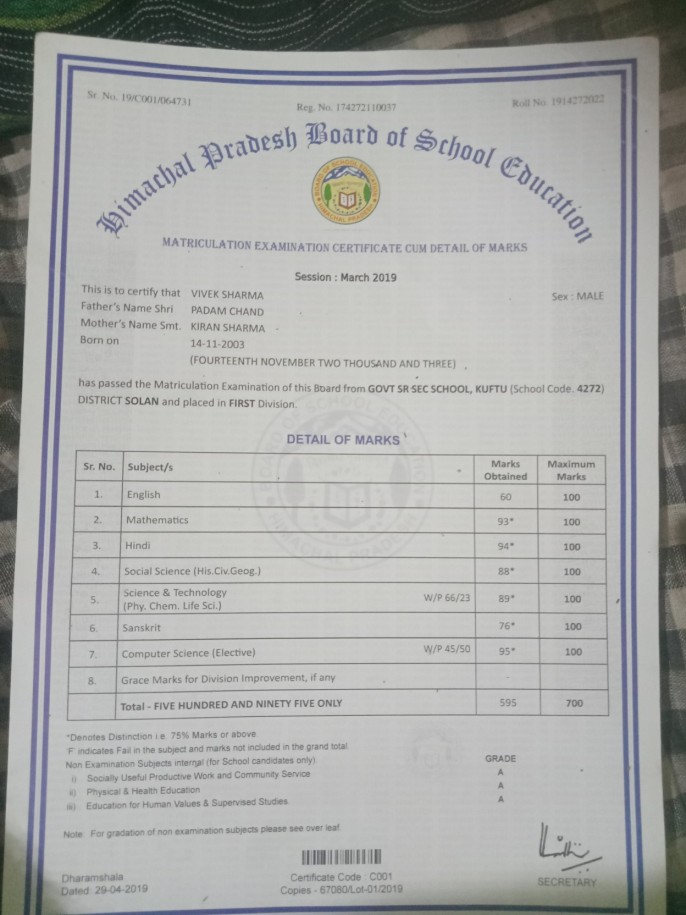 Sr. No. 19/C001/064731
Reg. No. 174272110037
Roll No. 1914272022
Himachal Pradesh Board of School Education
MATRICULATION EXAMINATION CERTIFICATE CUM DETAIL OF MARKS
Session : March 2019
This is to certify that VIVEK SHARMA Sex : MALE
Father's Name Shri PADAM CHAND
Mother's Name Smt. KIRAN SHARMA
Born on 14-11-2003
(FOURTEENTH NOVEMBER TWO THOUSAND AND THREE)
has passed the Matriculation Examination of this Board from GOVT SR SEC SCHOOL, KUFTU (School Code. 4272)
DISTRICT SOLAN and placed in FIRST Division.
DETAIL OF MARKS
Sr. No. Subject/s Marks Obtained Maximum Marks
1. English 60 100
2. Mathematics 93* 100
3. Hindi 94* 100
4. Social Science (His.Civ.Geog.) 88* 100
5. Science & Technology (Phy. Chem. Life Sci.) W/P 66/23 89* 100
6. Sanskrit 76* 100
7. Computer Science (Elective) W/P 45/50 95* 100
8. Grace Marks for Division Improvement, if any -
Total - FIVE HUNDRED AND NINETY FIVE ONLY 595 700
*Denotes Distinction i.e. 75% Marks or above.
'F' indicates Fail in the subject and marks not included in the grand total.
Non Examination Subjects internal (for School candidates only). GRADE
i) Socially Useful Productive Work and Community Service A
ii) Physical & Health Education A
iii) Education for Human Values & Supervised Studies. A
Note: For gradation of non examination subjects please see over leaf.
Dharamshala
Dated: 29-04-2019
Certificate Code : C001
Copies - 67080/Lot-01/2019
SECRETARY